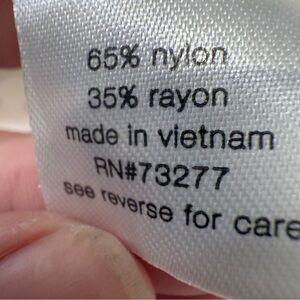 65% nylon
35% rayon
made in vietnam
RN#73277
see reverse for care